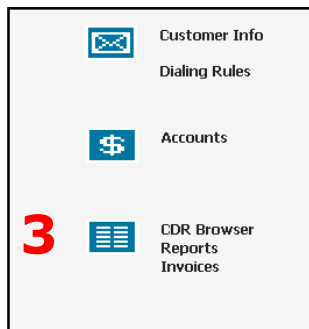 Customer Info
Dialing Rules
$ Accounts
3 CDR Browser
Reports
Invoices